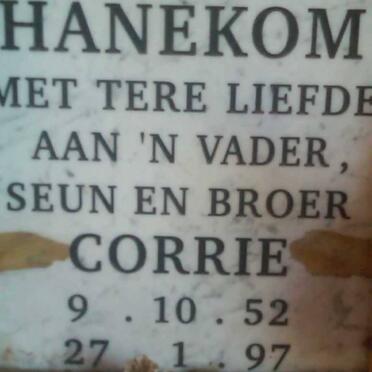 HANEKOM
MET TERE LIEFDE
AAN 'N VADER,
SEUN EN BROER
CORRIE
9 . 10 . 52
27 1 . 97